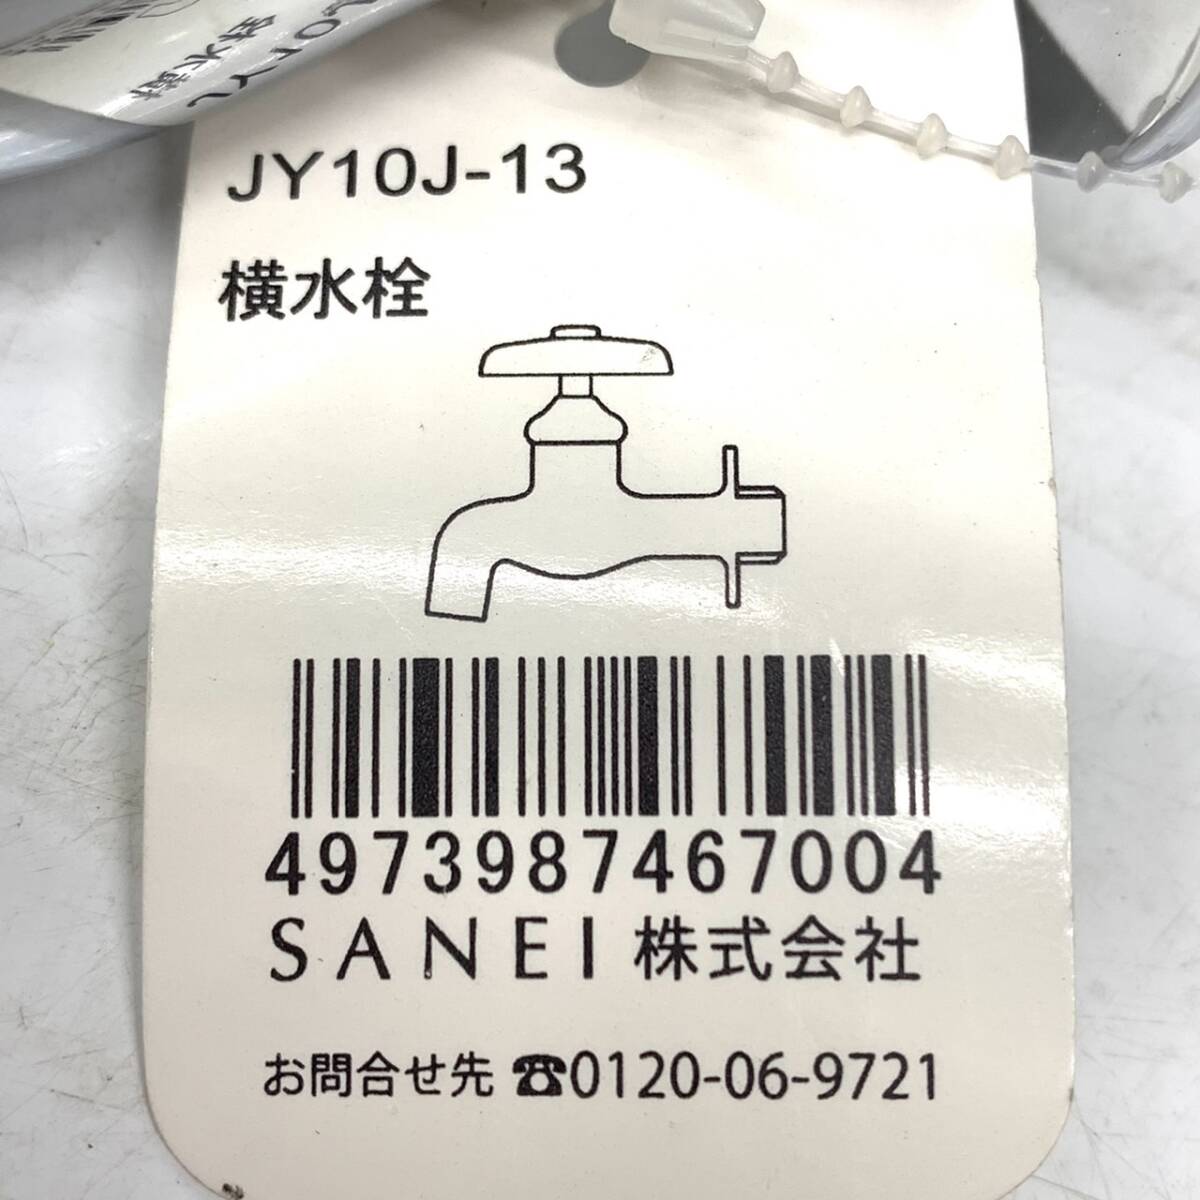 JY10J-13
横水栓
4973987467004
SANEI 株式会社
お問合せ先 ☎0120-06-9721